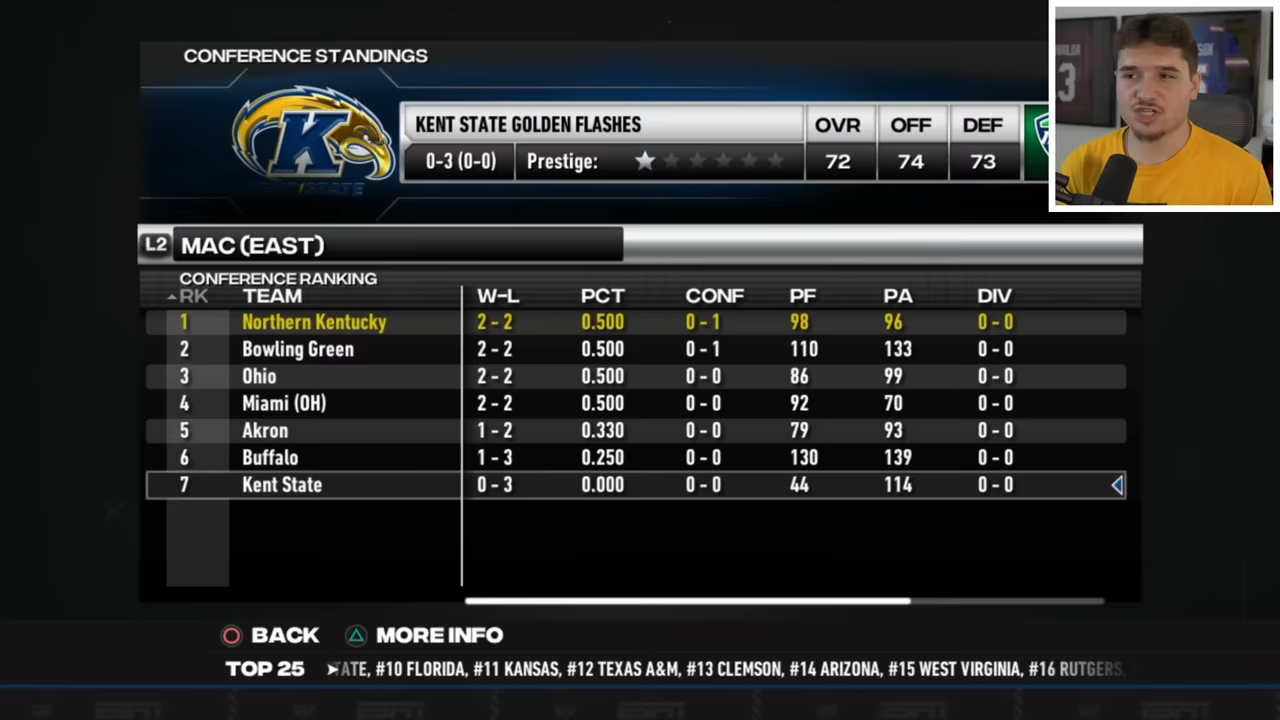 CONFERENCE STANDINGS
K
KENT STATE GOLDEN FLASHES OVR OFF DEF
0-3 (0-0) Prestige: 72 74 73
L2 MAC (EAST)
CONFERENCE RANKING
RK TEAM W-L PCT CONF PF PA DIV
1 Northern Kentucky 2 - 2 0.500 0 - 1 98 96 0 - 0
2 Bowling Green 2 - 2 0.500 0 - 1 110 133 0 - 0
3 Ohio 2 - 2 0.500 0 - 0 86 99 0 - 0
4 Miami (OH) 2 - 2 0.500 0 - 0 92 70 0 - 0
5 Akron 1 - 2 0.330 0 - 0 79 93 0 - 0
6 Buffalo 1 - 3 0.250 0 - 0 130 139 0 - 0
7 Kent State 0 - 3 0.000 0 - 0 44 114 0 - 0
BACK MORE INFO
TOP 25 TATE, #10 FLORIDA, #11 KANSAS, #12 TEXAS A&M, #13 CLEMSON, #14 ARIZONA, #15 WEST VIRGINIA, #16 RUTGERS,
3